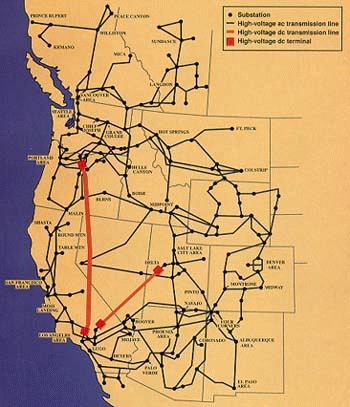 Substation
High-voltage ac transmission line
High-voltage dc transmission line
High-voltage dc terminal
PRINCE RUPERT
PEACE CANYON
WILLISTON
KEMANO
SUNDANCE
MICA
LANGDON
VANCOUVER
AREA
SEATTLE
AREA
CHIEF
JOSEPH
GRAND
COULEE
HOT SPRINGS
FT. PECK
PORTLAND
AREA
HELLS
CANYON
COLSTRIP
BOISE
BURNS
MIDPOINT
MALIN
SHASTA
ROUND MTN
TABLE MTN
SALT LAKE
CITY AREA
DELTA
DENVER
AREA
SAN FRANCISCO
AREA
MONTROSE
MIDWAY
PINTO
MOSS
LANDING
NAVAJO
HOOVER
FOUR
CORNERS
LOS ANGELES
AREA
MOJAVE
PHOENIX
AREA
CORONADO
ALBUQUERQUE
AREA
LUGO
DEVERS
PALO
VERDE
EL PASO
AREA